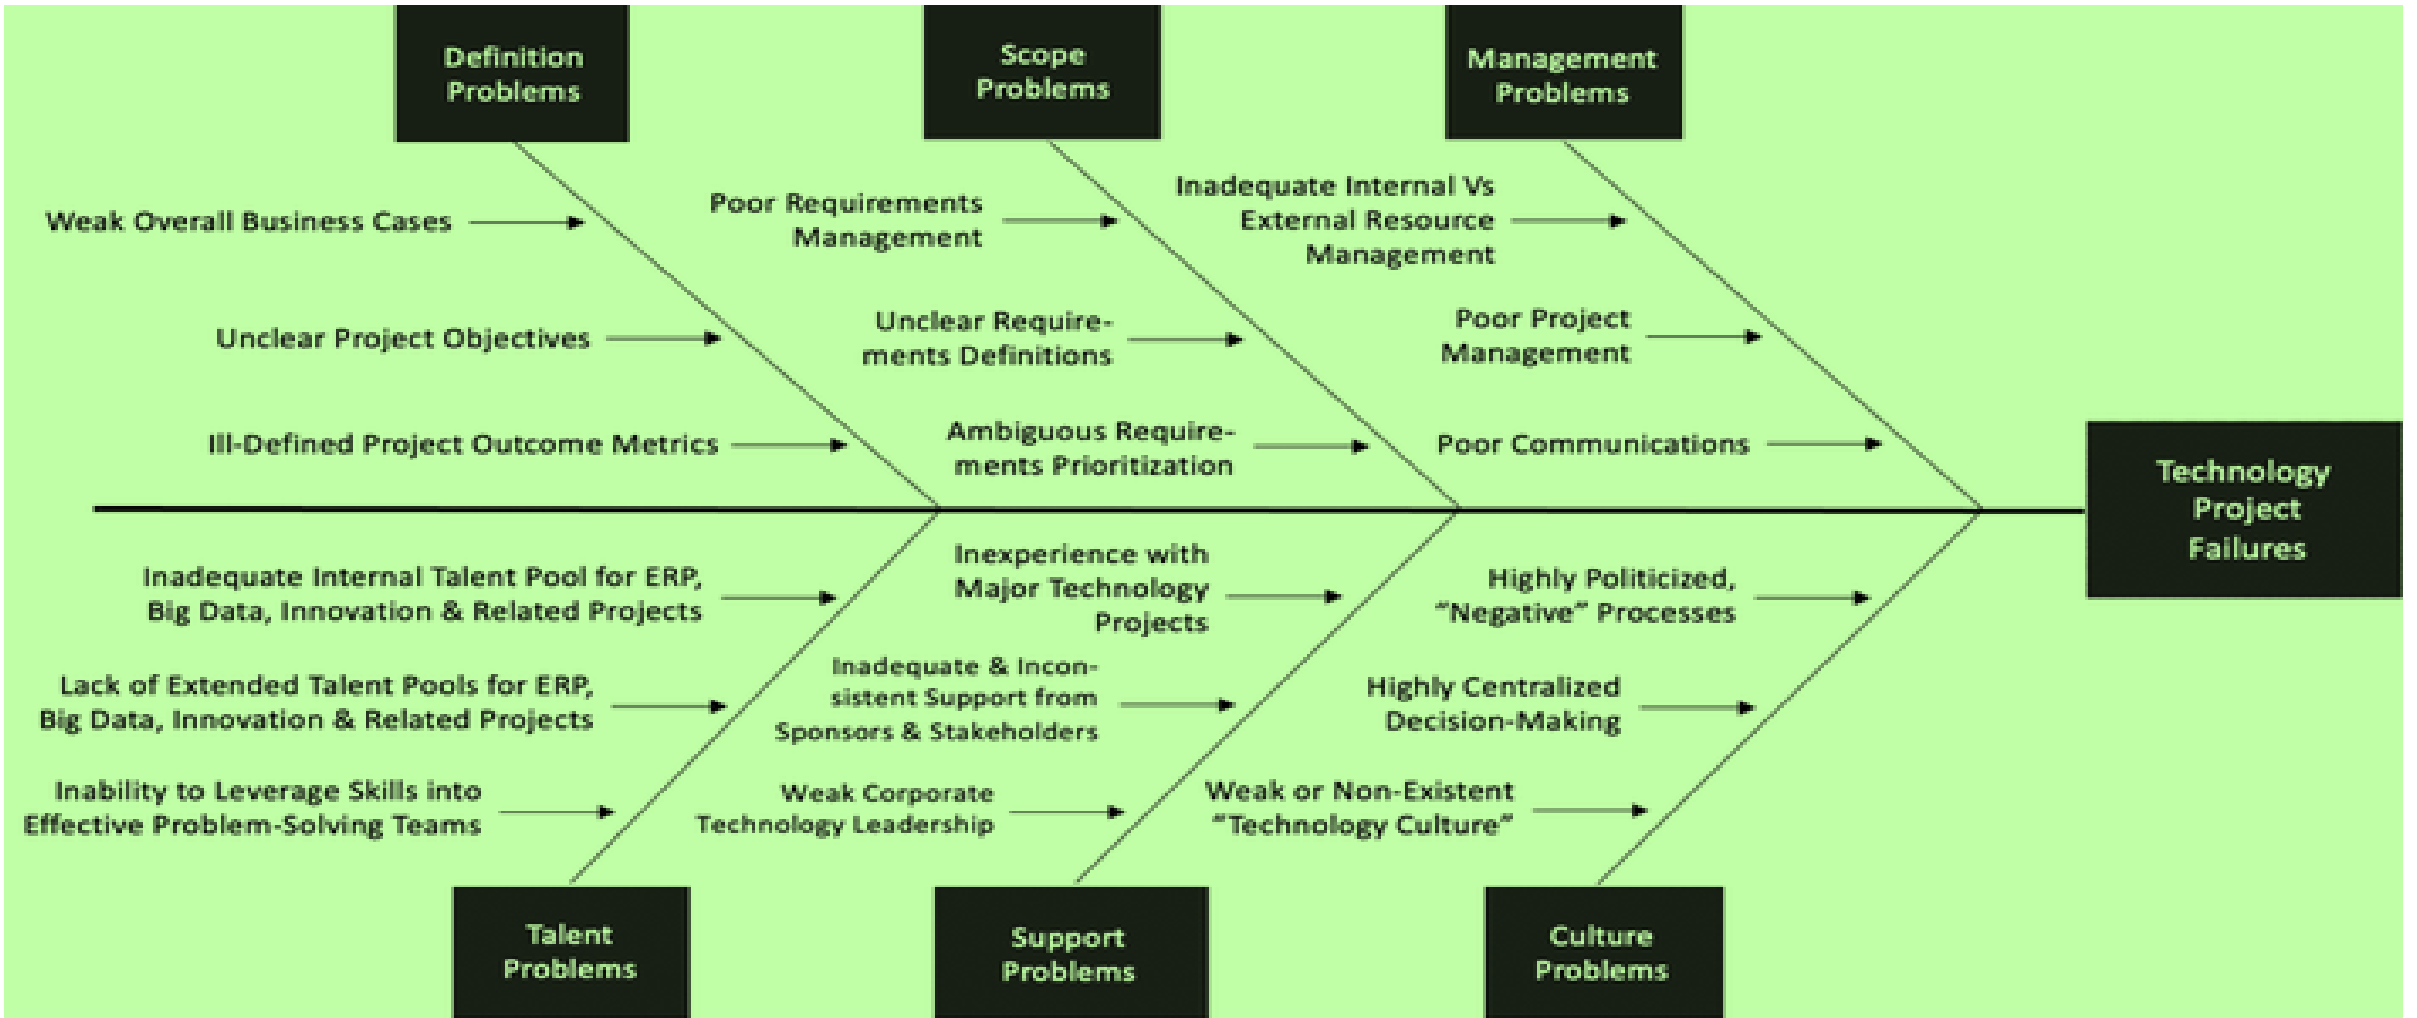 Definition
Problems
Scope
Problems
Management
Problems
Weak Overall Business Cases
Unclear Project Objectives
Ill-Defined Project Outcome Metrics
Poor Requirements
Management
Unclear Require-
ments Definitions
Ambiguous Require-
ments Prioritization
Inadequate Internal Vs
External Resource
Management
Poor Project
Management
Poor Communications
Technology
Project
Failures
Inadequate Internal Talent Pool for ERP,
Big Data, Innovation & Related Projects
Lack of Extended Talent Pools for ERP,
Big Data, Innovation & Related Projects
Inability to Leverage Skills into
Effective Problem-Solving Teams
Inexperience with
Major Technology
Projects
Inadequate & Incon-
sistent Support from
Sponsors & Stakeholders
Weak Corporate
Technology Leadership
Highly Politicized,
“Negative” Processes
Highly Centralized
Decision-Making
Weak or Non-Existent
“Technology Culture”
Talent
Problems
Support
Problems
Culture
Problems